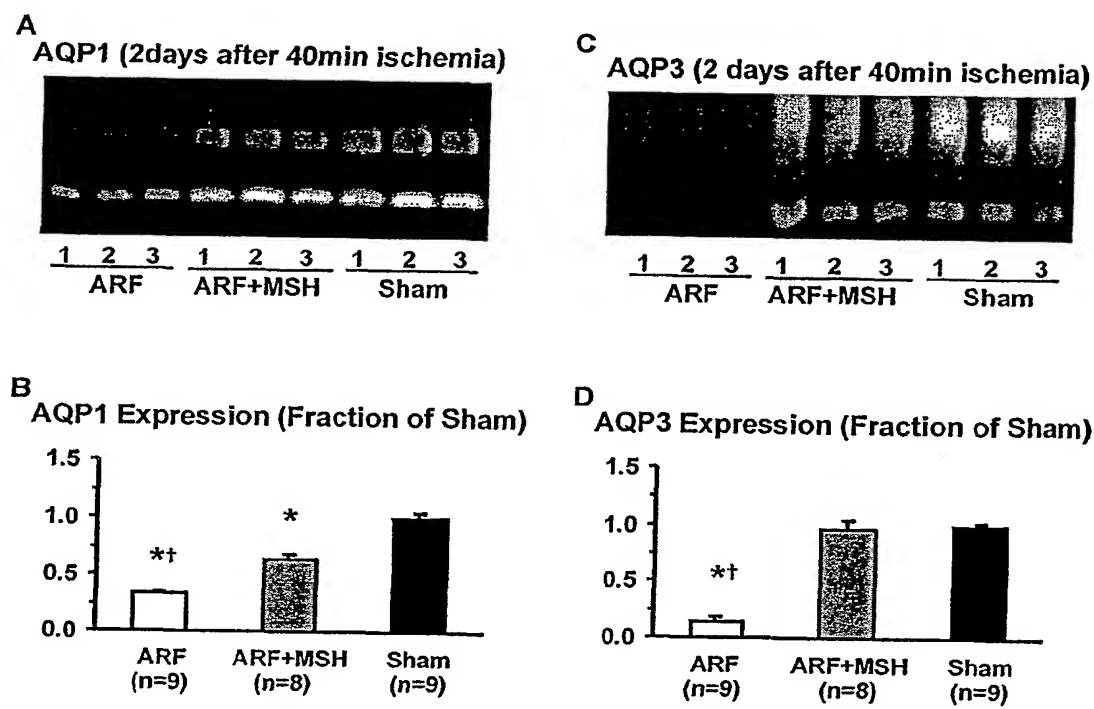 A
AQP1 (2days after 40min ischemia)
1 2 3 1 2 3 1 2 3
ARF ARF+MSH Sham
B
AQP1 Expression (Fraction of Sham)
1.5
1.0
0.5
0.0
*†
*
ARF ARF+MSH Sham
(n=9) (n=8) (n=9)
C
AQP3 (2 days after 40min ischemia)
1 2 3 1 2 3 1 2 3
ARF ARF+MSH Sham
D
AQP3 Expression (Fraction of Sham)
1.5
1.0
0.5
0.0
*†
ARF ARF+MSH Sham
(n=9) (n=8) (n=9)